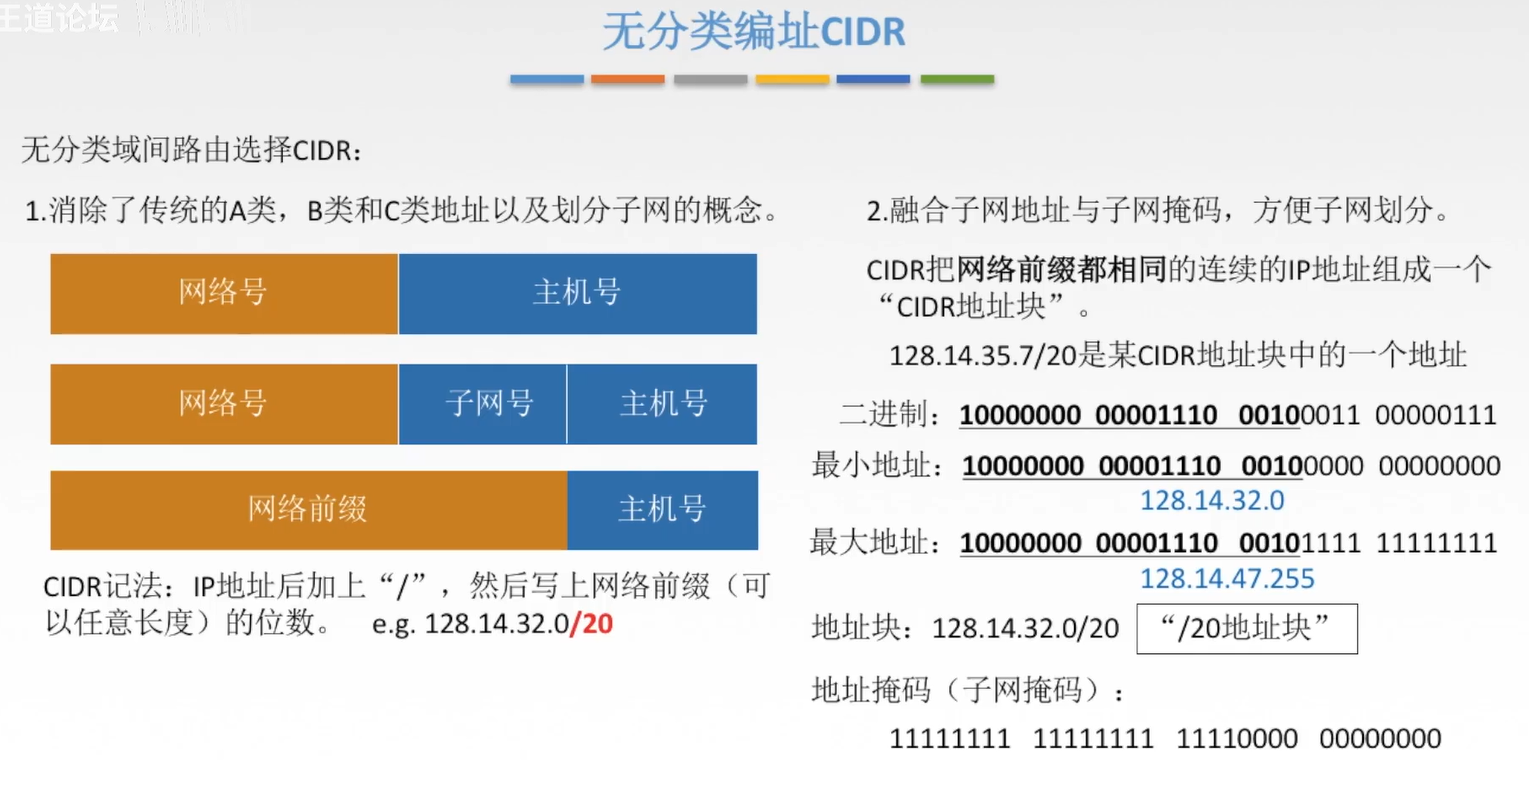 王道论坛
无分类编址CIDR
无分类域间路由选择CIDR：
1.消除了传统的A类，B类和C类地址以及划分子网的概念。
网络号 主机号
网络号 子网号 主机号
网络前缀 主机号
CIDR记法：IP地址后加上“/”，然后写上网络前缀（可
以任意长度）的位数。 e.g. 128.14.32.0/20
2.融合子网地址与子网掩码，方便子网划分。
CIDR把网络前缀都相同的连续的IP地址组成一个
“CIDR地址块”。
128.14.35.7/20是某CIDR地址块中的一个地址
二进制：10000000 00001110 00100011 00000111
最小地址：10000000 00001110 00100000 00000000
128.14.32.0
最大地址：10000000 00001110 00101111 11111111
128.14.47.255
地址块：128.14.32.0/20 “/20地址块”
地址掩码（子网掩码）：
11111111 11111111 11110000 00000000